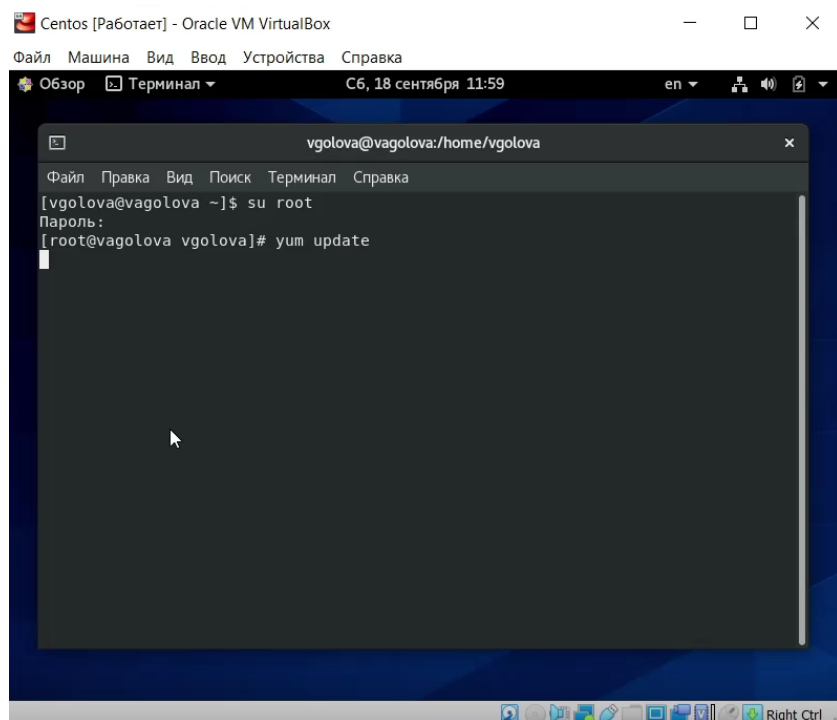 Centos [Работает] - Oracle VM VirtualBox
Файл Машина Вид Ввод Устройства Справка
Обзор Терминал Сб, 18 сентября 11:59 en
vgolova@vagolova:/home/vgolova
Файл Правка Вид Поиск Терминал Справка
[vgolova@vagolova ~]$ su root
Пароль:
[root@vagolova vgolova]# yum update
Right Ctrl